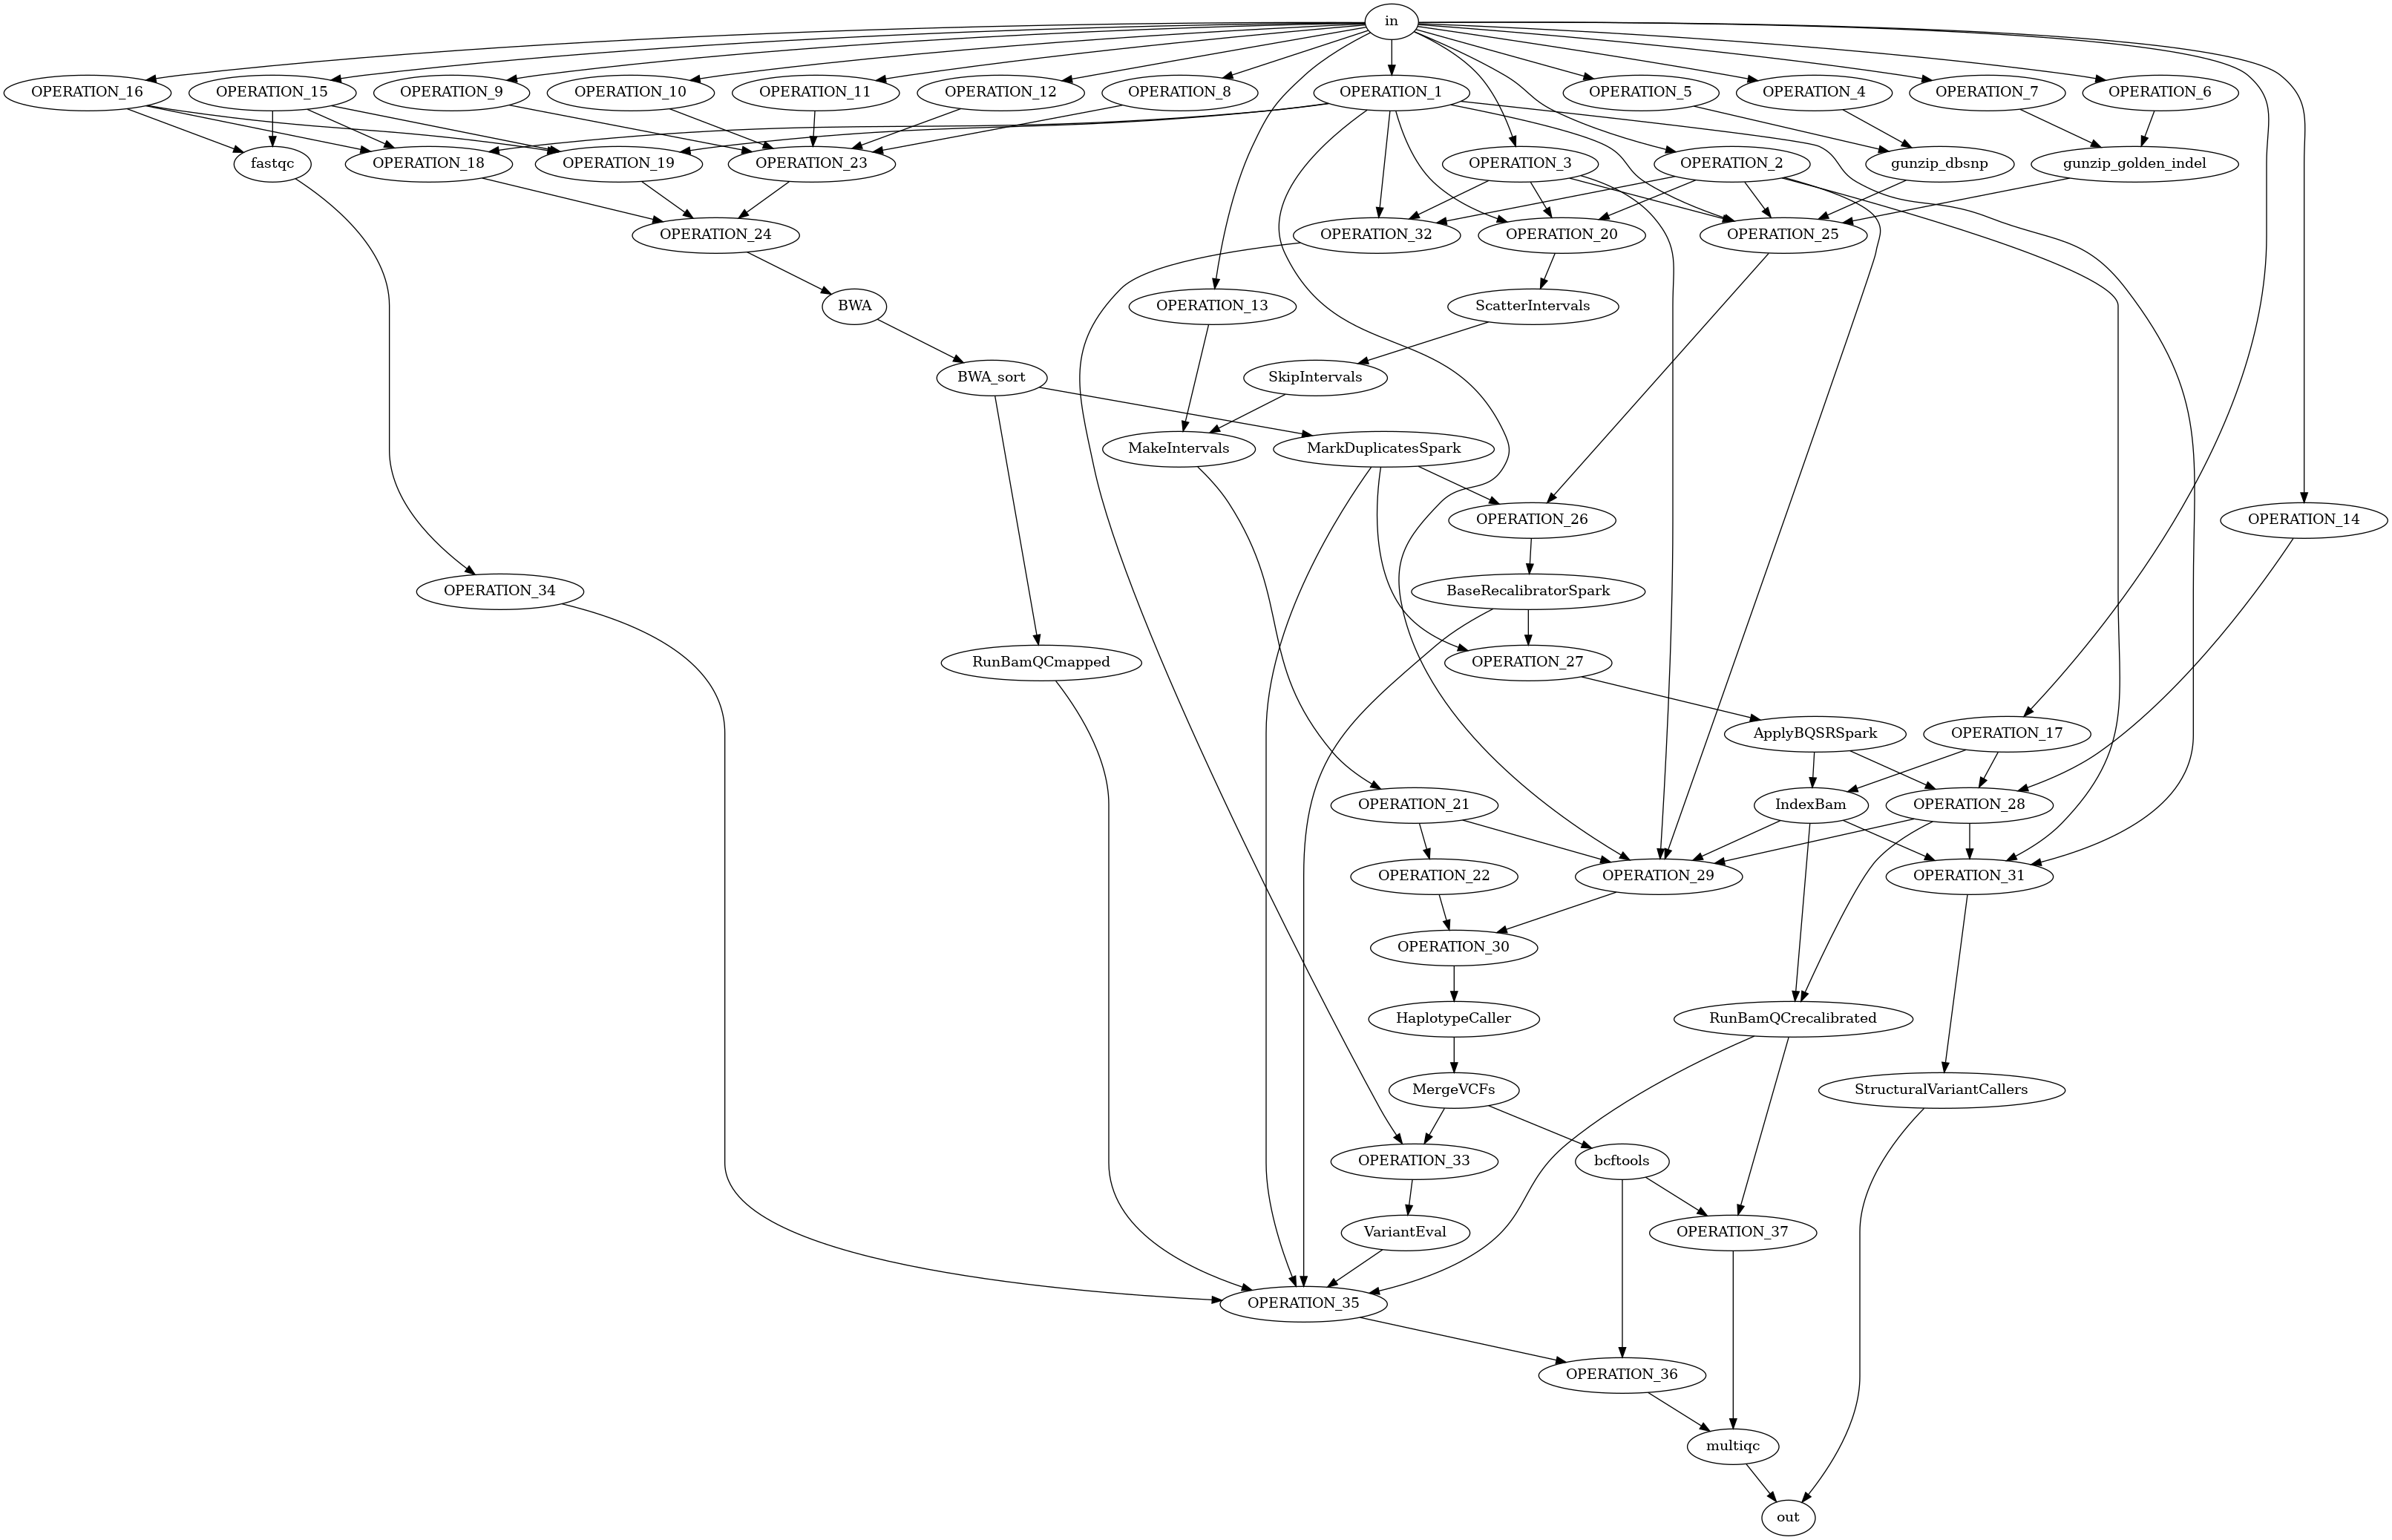 in
OPERATION_16
OPERATION_15
OPERATION_9
OPERATION_10
OPERATION_11
OPERATION_12
OPERATION_8
OPERATION_1
OPERATION_5
OPERATION_4
OPERATION_7
OPERATION_6
fastqc
OPERATION_18
OPERATION_19
OPERATION_23
OPERATION_3
OPERATION_2
gunzip_dbsnp
gunzip_golden_indel
OPERATION_24
OPERATION_32
OPERATION_20
OPERATION_25
BWA
OPERATION_13
ScatterIntervals
BWA_sort
SkipIntervals
MakeIntervals
MarkDuplicatesSpark
OPERATION_26
OPERATION_14
OPERATION_34
BaseRecalibratorSpark
RunBamQCmapped
OPERATION_27
ApplyBQSRSpark
OPERATION_17
OPERATION_21
IndexBam
OPERATION_28
OPERATION_22
OPERATION_29
OPERATION_31
OPERATION_30
HaplotypeCaller
RunBamQCrecalibrated
MergeVCFs
StructuralVariantCallers
OPERATION_33
bcftools
VariantEval
OPERATION_37
OPERATION_35
OPERATION_36
multiqc
out